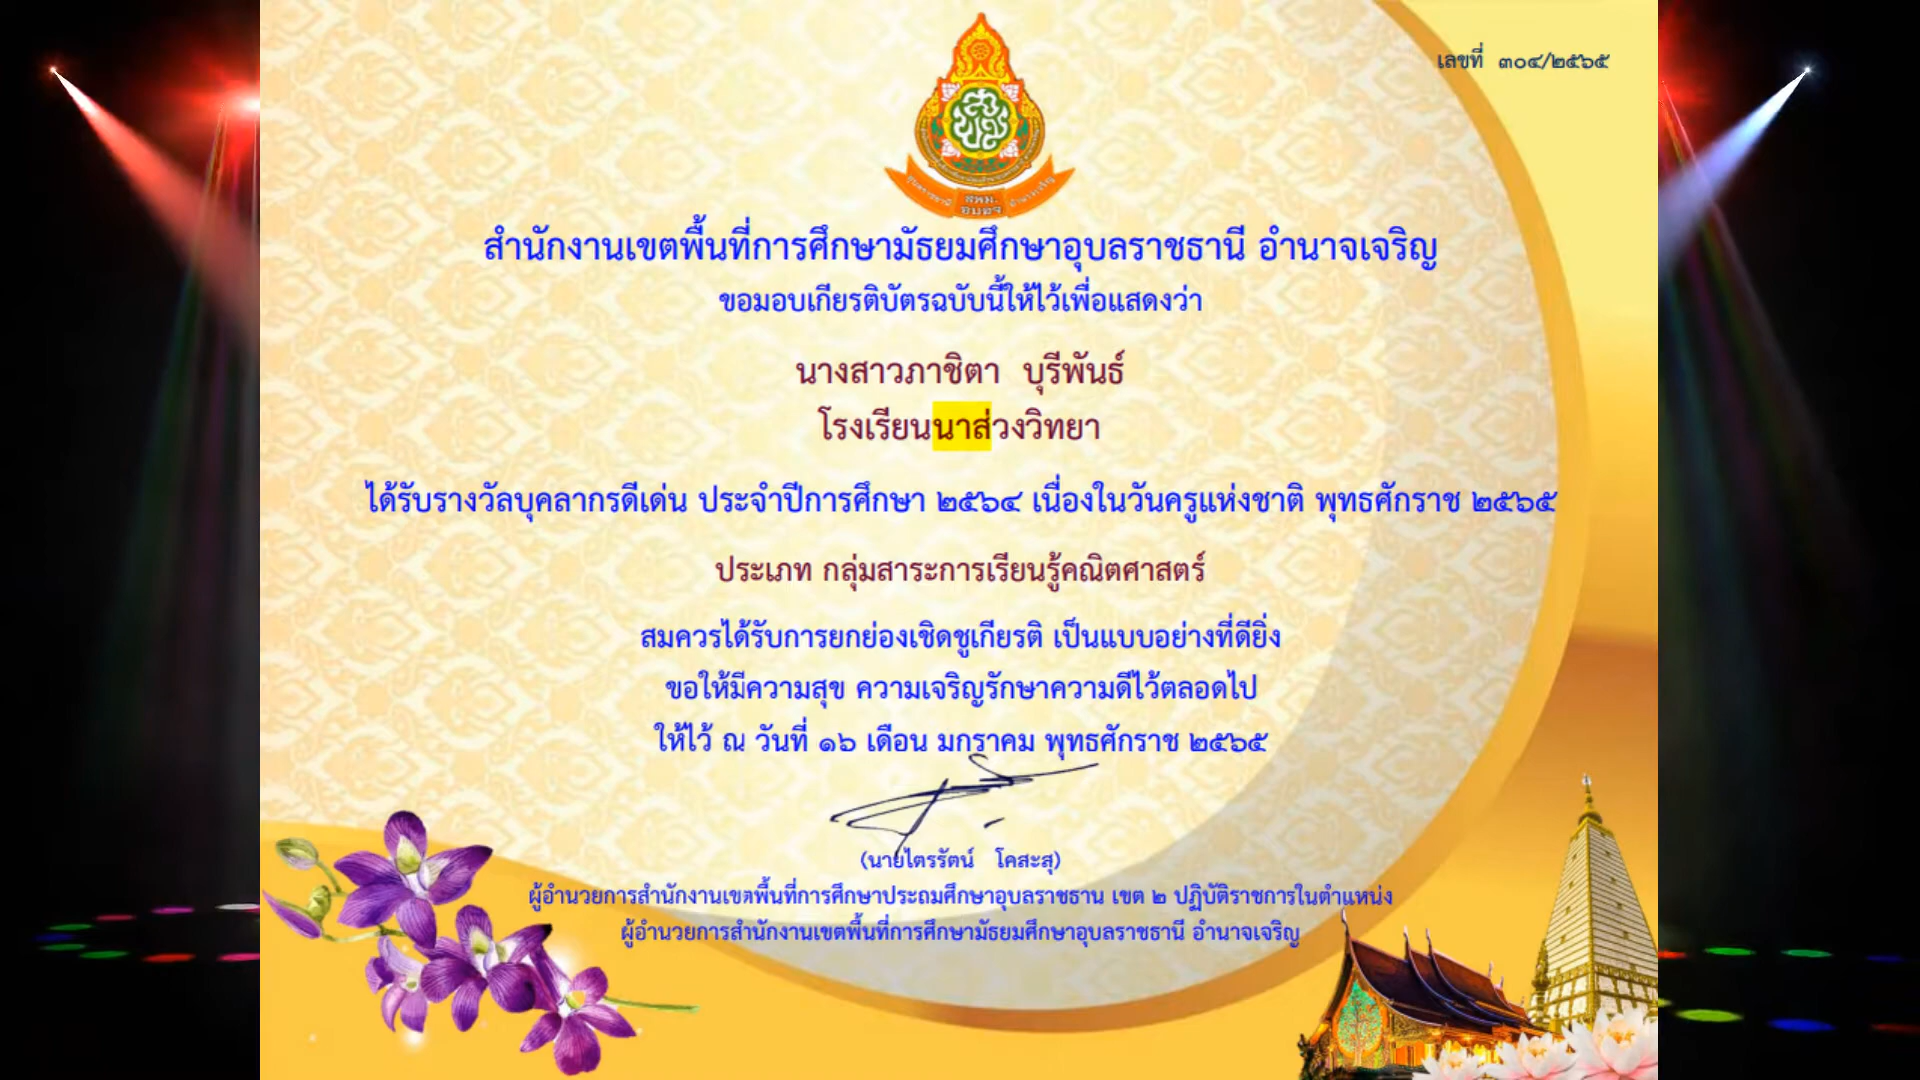 เลขที่ ๓๐๔/๒๕๖๕
สพม.
อบอจ
สำนักงานเขตพื้นที่การศึกษามัธยมศึกษาอุบลราชธานี อำนาจเจริญ
ขอมอบเกียรติบัตรฉบับนี้ให้ไว้เพื่อแสดงว่า
นางสาวภาชิตา บุรีพันธ์
โรงเรียนนาส่วงวิทยา
ได้รับรางวัลบุคลากรดีเด่น ประจำปีการศึกษา ๒๕๖๔ เนื่องในวันครูแห่งชาติ พุทธศักราช ๒๕๖๕
ประเภท กลุ่มสาระการเรียนรู้คณิตศาสตร์
สมควรได้รับการยกย่องเชิดชูเกียรติ เป็นแบบอย่างที่ดียิ่ง
ขอให้มีความสุข ความเจริญรักษาความดีไว้ตลอดไป
ให้ไว้ ณ วันที่ ๑๖ เดือน มกราคม พุทธศักราช ๒๕๖๕
(นายไตรรัตน์ โคสะสุ)
ผู้อำนวยการสำนักงานเขตพื้นที่การศึกษาประถมศึกษาอุบลราชธาน เขต ๒ ปฏิบัติราชการในตำแหน่ง
ผู้อำนวยการสำนักงานเขตพื้นที่การศึกษามัธยมศึกษาอุบลราชธานี อำนาจเจริญ